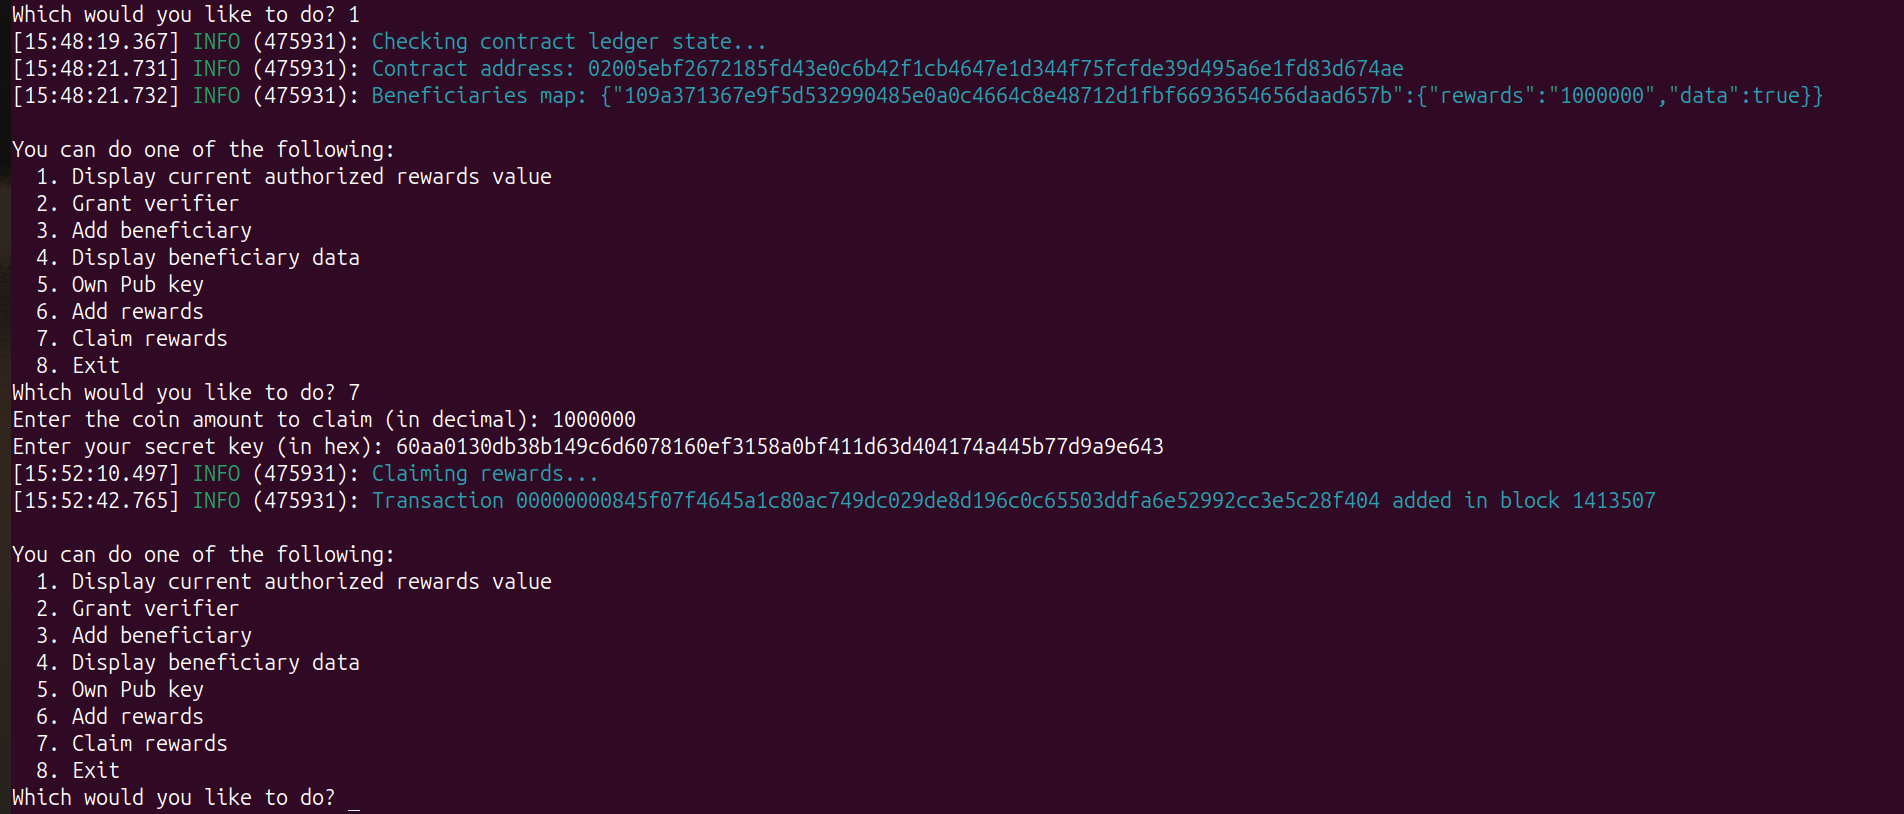 Which would you like to do? 1
[15:48:19.367] INFO (475931): Checking contract ledger state...
[15:48:21.731] INFO (475931): Contract address: 02005ebf2672185fd43e0c6b42f1cb4647e1d344f75fcfde39d495a6e1fd83d674ae
[15:48:21.732] INFO (475931): Beneficiaries map: {"109a371367e9f5d532990485e0a0c4664c8e48712d1fbf6693654656daad657b":{"rewards":"1000000","data":true}}
You can do one of the following:
1. Display current authorized rewards value
2. Grant verifier
3. Add beneficiary
4. Display beneficiary data
5. Own Pub key
6. Add rewards
7. Claim rewards
8. Exit
Which would you like to do? 7
Enter the coin amount to claim (in decimal): 1000000
Enter your secret key (in hex): 60aa0130db38b149c6d6078160ef3158a0bf411d63d404174a445b77d9a9e643
[15:52:10.497] INFO (475931): Claiming rewards...
[15:52:42.765] INFO (475931): Transaction 00000000845f07f4645a1c80ac749dc029de8d196c0c65503ddfa6e52992cc3e5c28f404 added in block 1413507
You can do one of the following:
1. Display current authorized rewards value
2. Grant verifier
3. Add beneficiary
4. Display beneficiary data
5. Own Pub key
6. Add rewards
7. Claim rewards
8. Exit
Which would you like to do? _